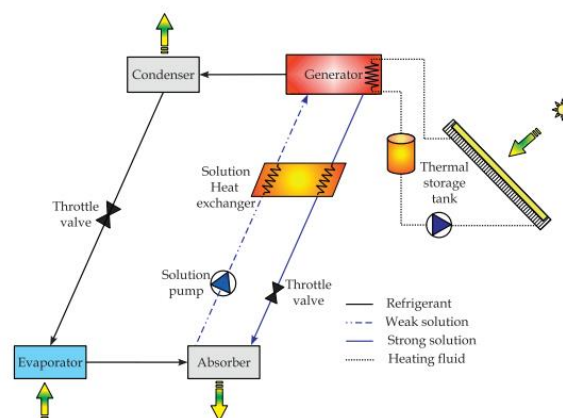 Condenser
Generator
Solution
Heat
exchanger
Thermal
storage
tank
Throttle
valve
Solution
pump
Throttle
valve
Refrigerant
Weak solution
Strong solution
Heating fluid
Evaporator
Absorber